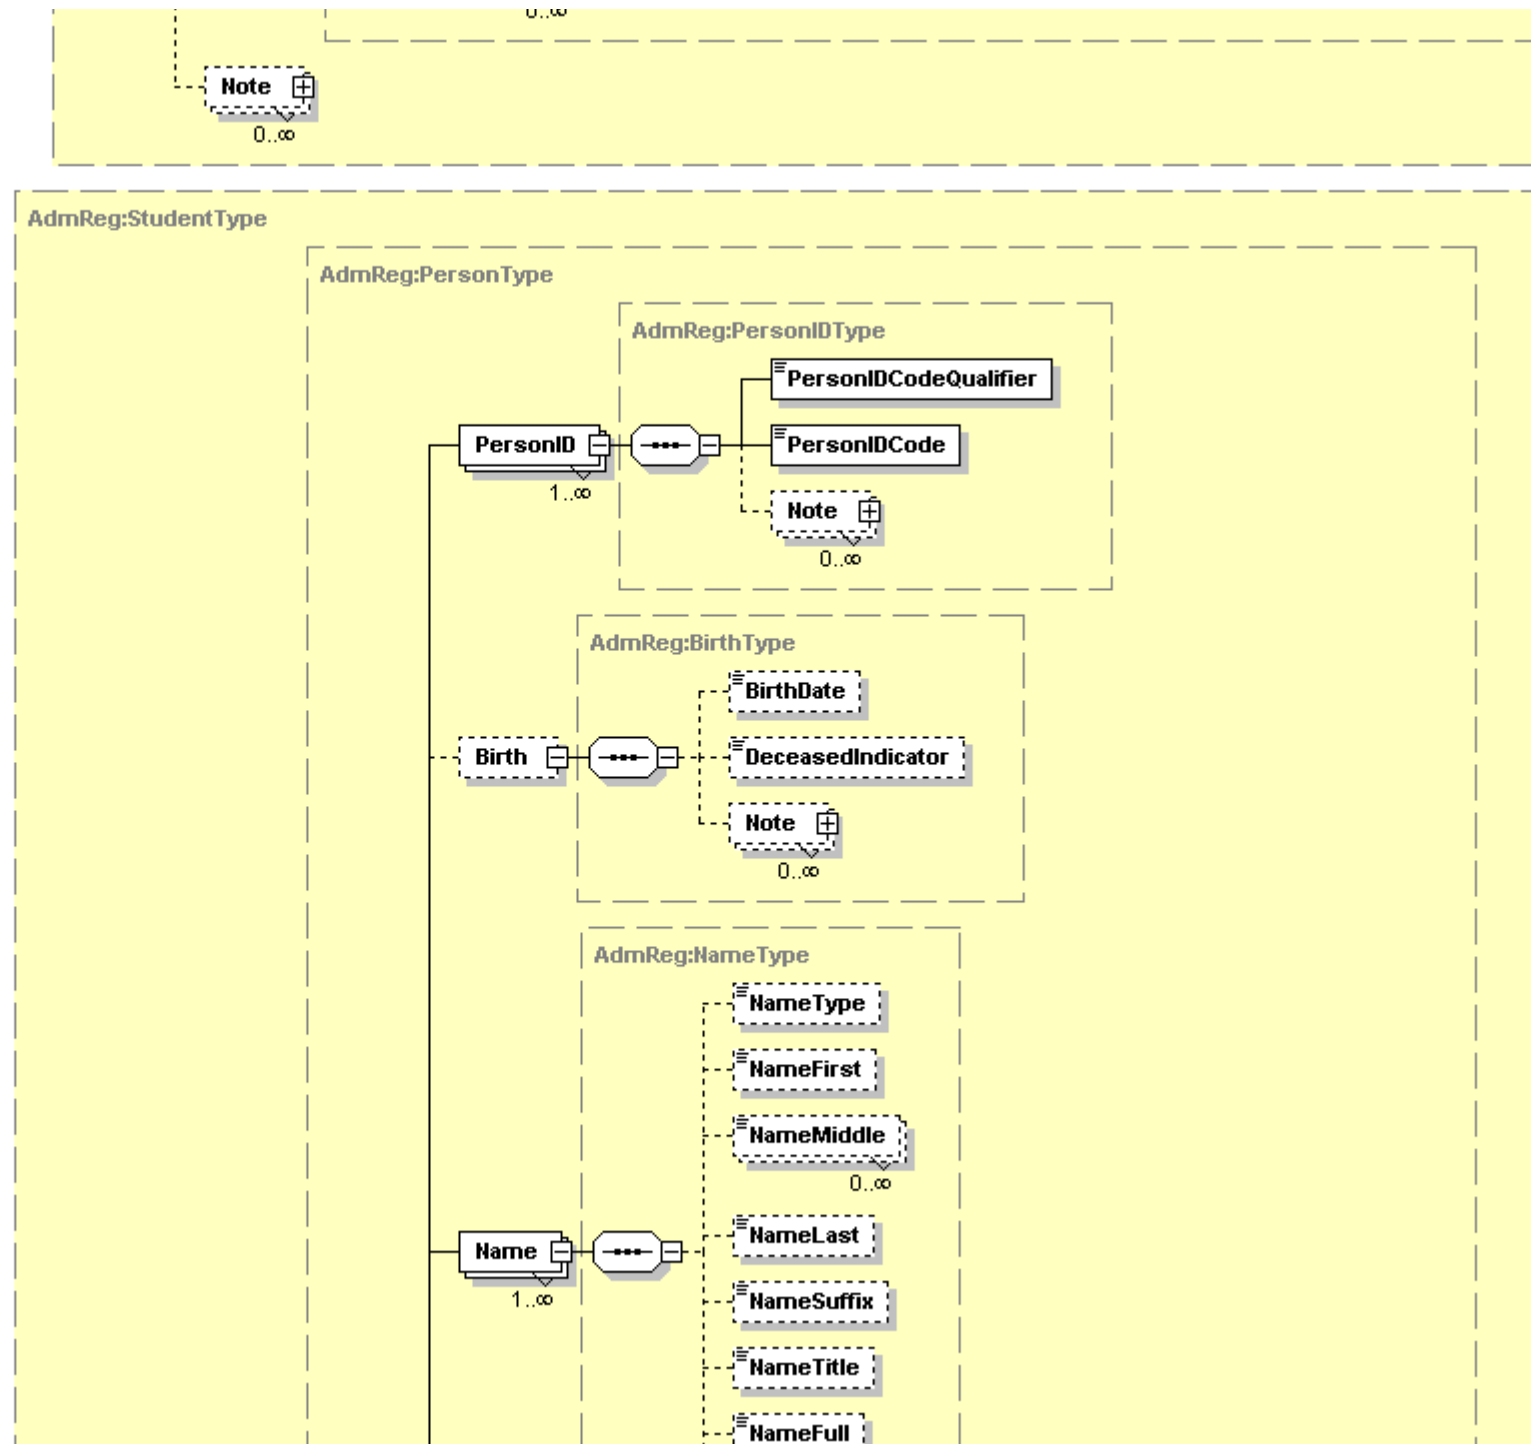 0..∞
Note
0..∞
AdmReg:StudentType
AdmReg:PersonType
AdmReg:PersonIDType
PersonIDCodeQualifier
PersonID
PersonIDCode
1..∞
Note
0..∞
AdmReg:BirthType
BirthDate
Birth
DeceasedIndicator
Note
0..∞
AdmReg:NameType
NameType
NameFirst
NameMiddle
0..∞
NameLast
Name
1..∞
NameSuffix
NameTitle
NameFull